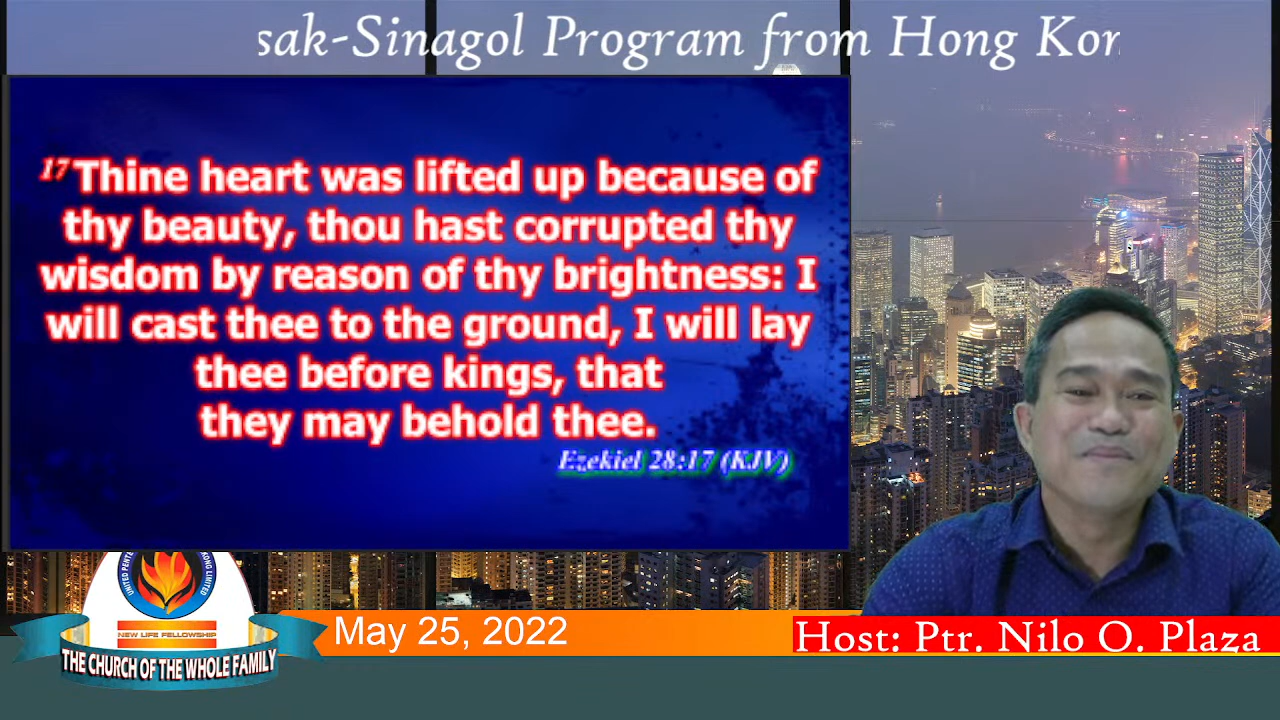 sak-Sinagol Program from Hong Kon
17 Thine heart was lifted up because of
thy beauty, thou hast corrupted thy
wisdom by reason of thy brightness: I
will cast thee to the ground, I will lay
thee before kings, that
they may behold thee.
Ezekiel 28:17 (KJV)
NEW LIFE FELLOWSHIP
THE CHURCH OF THE WHOLE FAMILY
May 25, 2022
Host: Ptr. Nilo O. Plaza